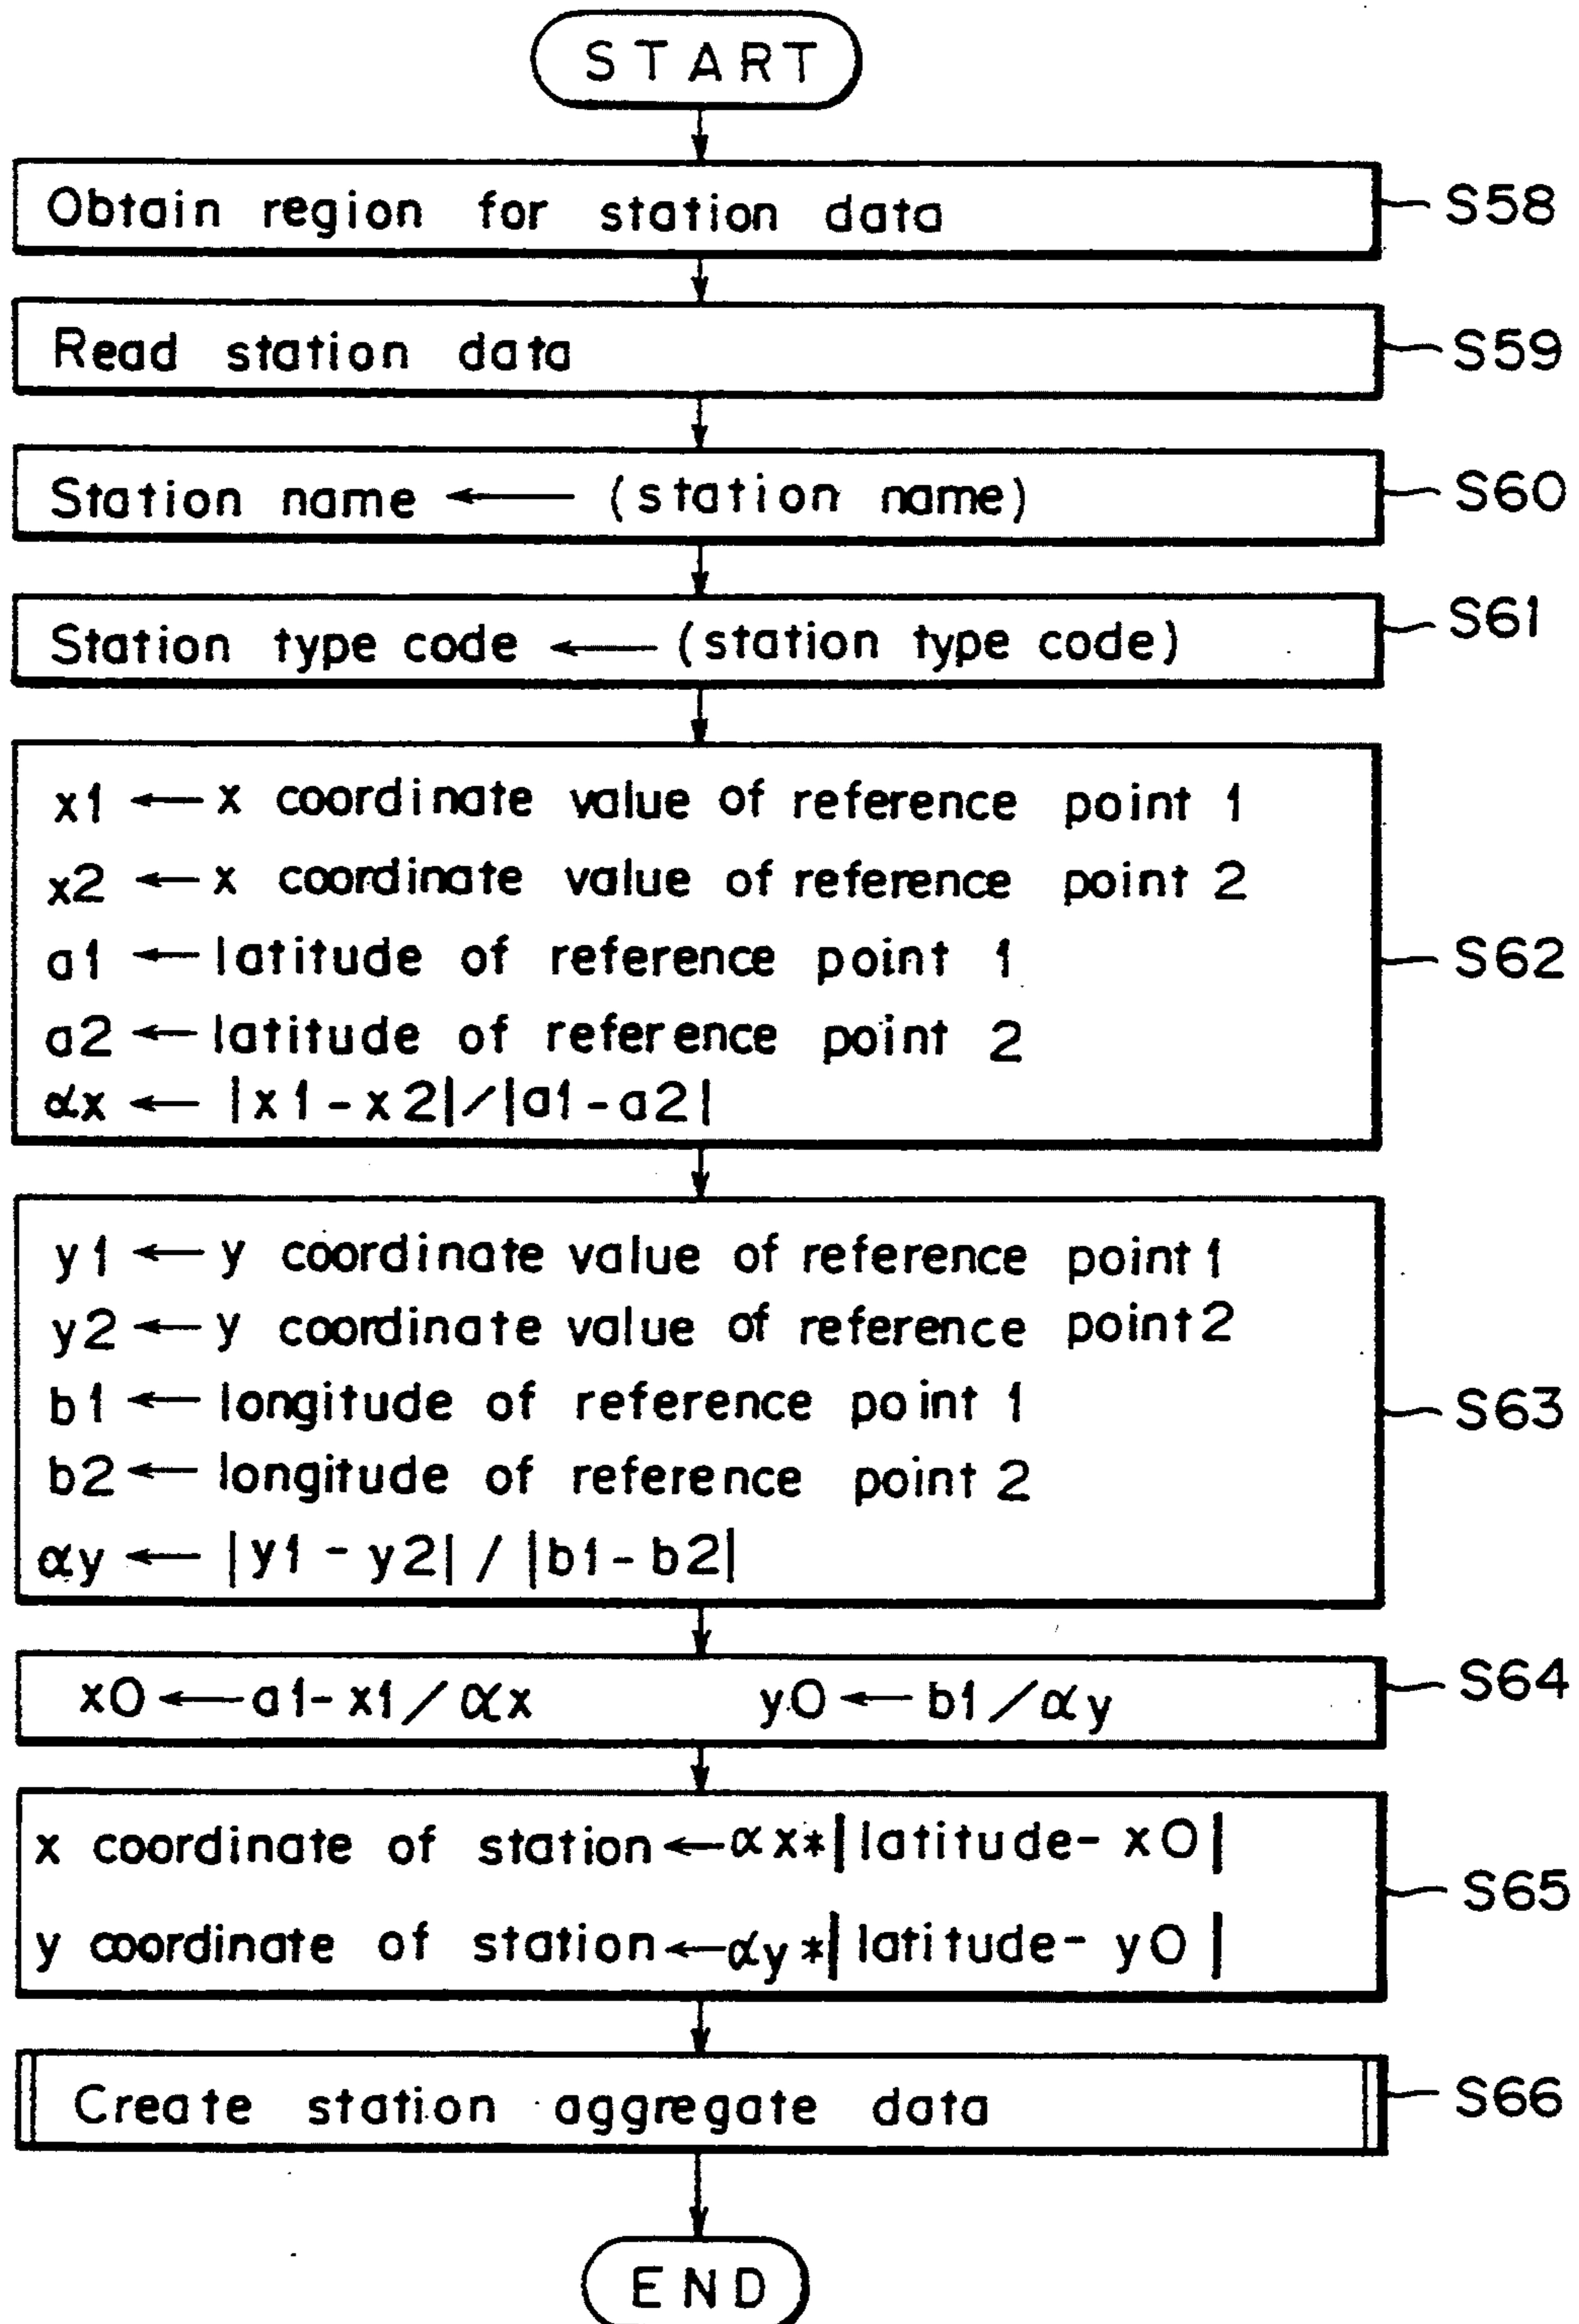 START
Obtain region for station data S58
Read station data S59
Station name ← (station name) S60
Station type code ← (station type code) S61
x1 ← x coordinate value of reference point 1
x2 ← x coordinate value of reference point 2
a1 ← latitude of reference point 1
a2 ← latitude of reference point 2
αx ← |x1-x2|/|a1-a2|
S62
y1 ← y coordinate value of reference point 1
y2 ← y coordinate value of reference point 2
b1 ← longitude of reference point 1
b2 ← longitude of reference point 2
αy ← |y1-y2| / |b1-b2|
S63
x0 ← a1-x1/αx y0 ← b1/αy S64
x coordinate of station ← αx*|latitude-x0|
y coordinate of station ← αy*|latitude-y0|
S65
Create station aggregate data S66
END